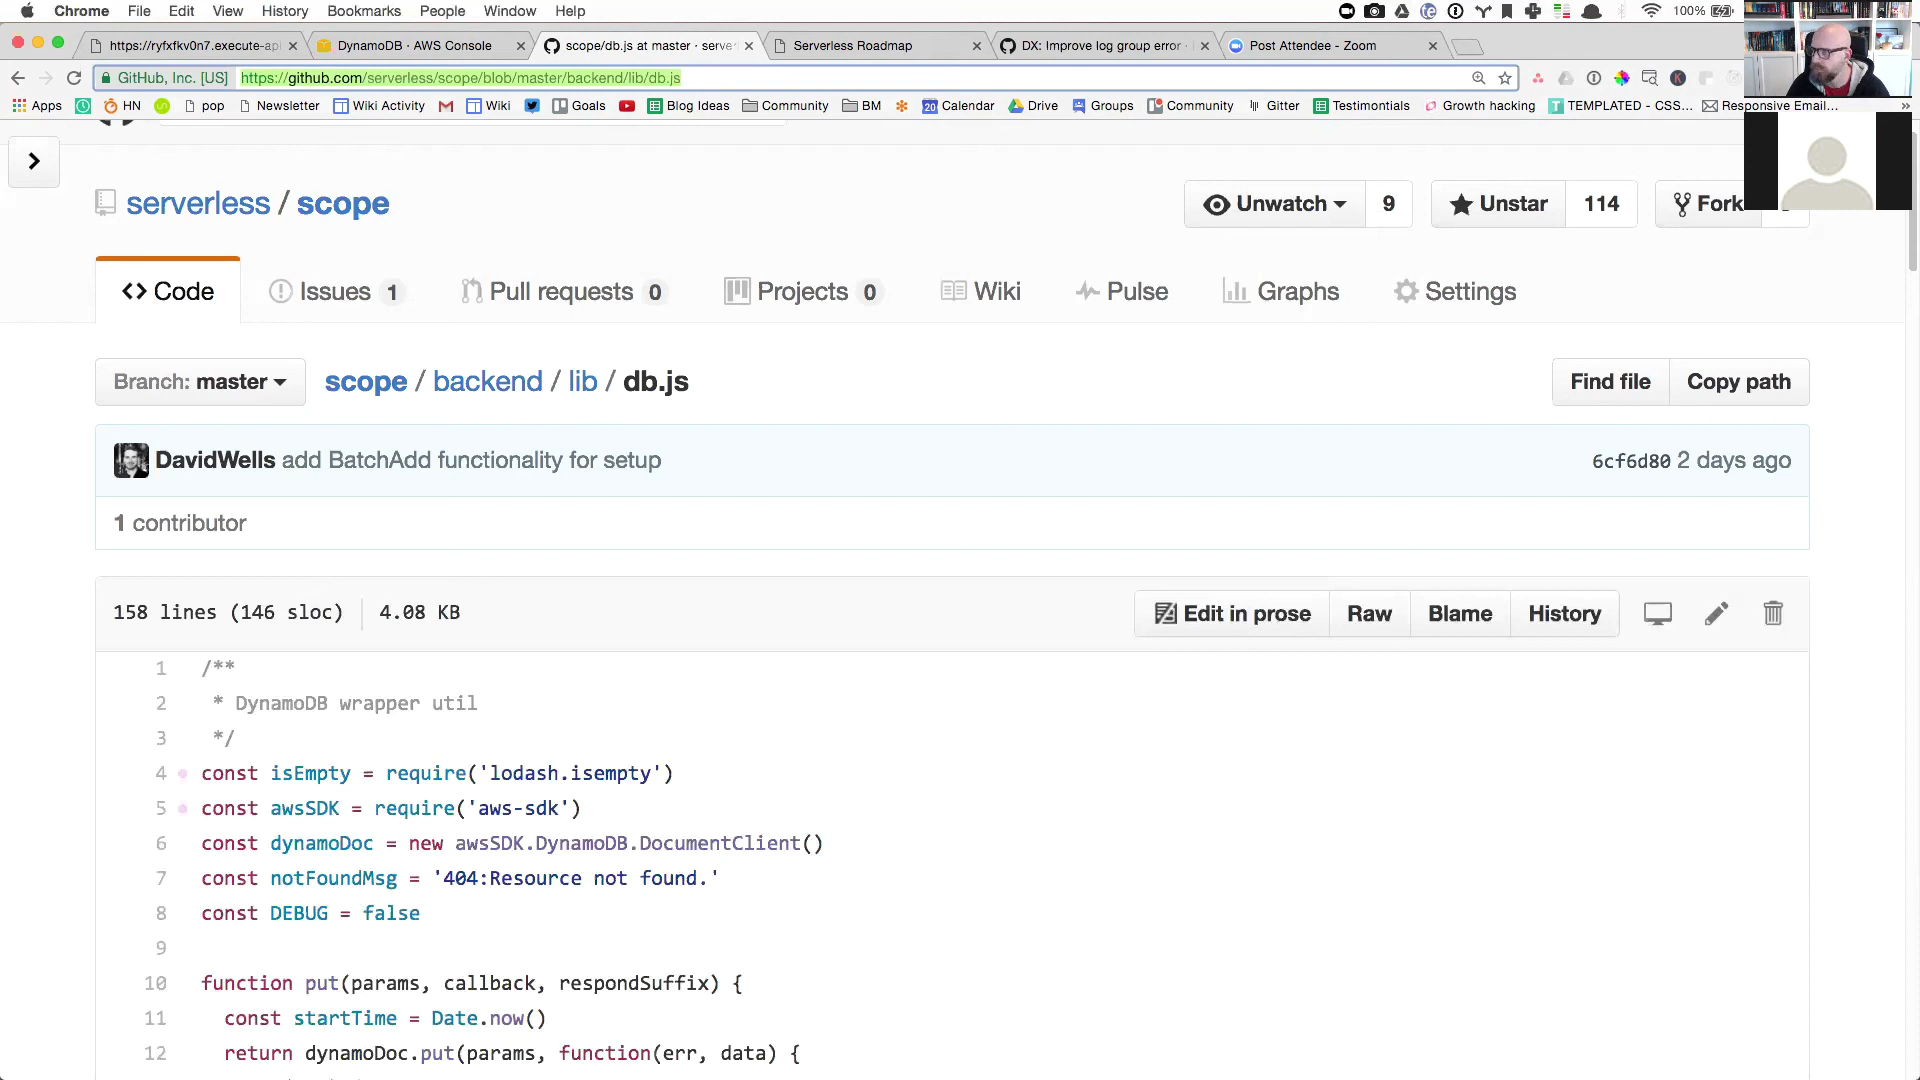 Chrome File Edit View History Bookmarks People Window Help 100%
https://ryfxfkv0n7.execute-api DynamoDB · AWS Console scope/db.js at master · serve Serverless Roadmap DX: Improve log group error · Post Attendee - Zoom
GitHub, Inc. [US] https://github.com/serverless/scope/blob/master/backend/lib/db.js
Apps HN pop Newsletter Wiki Activity Wiki Goals Blog Ideas Community BM 20 Calendar Drive Groups Community Gitter Testimonials Growth hacking TEMPLATED - CSS... Responsive Email... »
serverless / scope
Unwatch 9 Unstar 114 Fork
Code Issues 1 Pull requests 0 Projects 0 Wiki Pulse Graphs Settings
Branch: master scope / backend / lib / db.js Find file Copy path
DavidWells add BatchAdd functionality for setup 6cf6d80 2 days ago
1 contributor
158 lines (146 sloc) 4.08 KB Edit in prose Raw Blame History
1 /**
2 * DynamoDB wrapper util
3 */
4 const isEmpty = require('lodash.isempty')
5 const awsSDK = require('aws-sdk')
6 const dynamoDoc = new awsSDK.DynamoDB.DocumentClient()
7 const notFoundMsg = '404:Resource not found.'
8 const DEBUG = false
9
10 function put(params, callback, respondSuffix) {
11 const startTime = Date.now()
12 return dynamoDoc.put(params, function(err, data) {